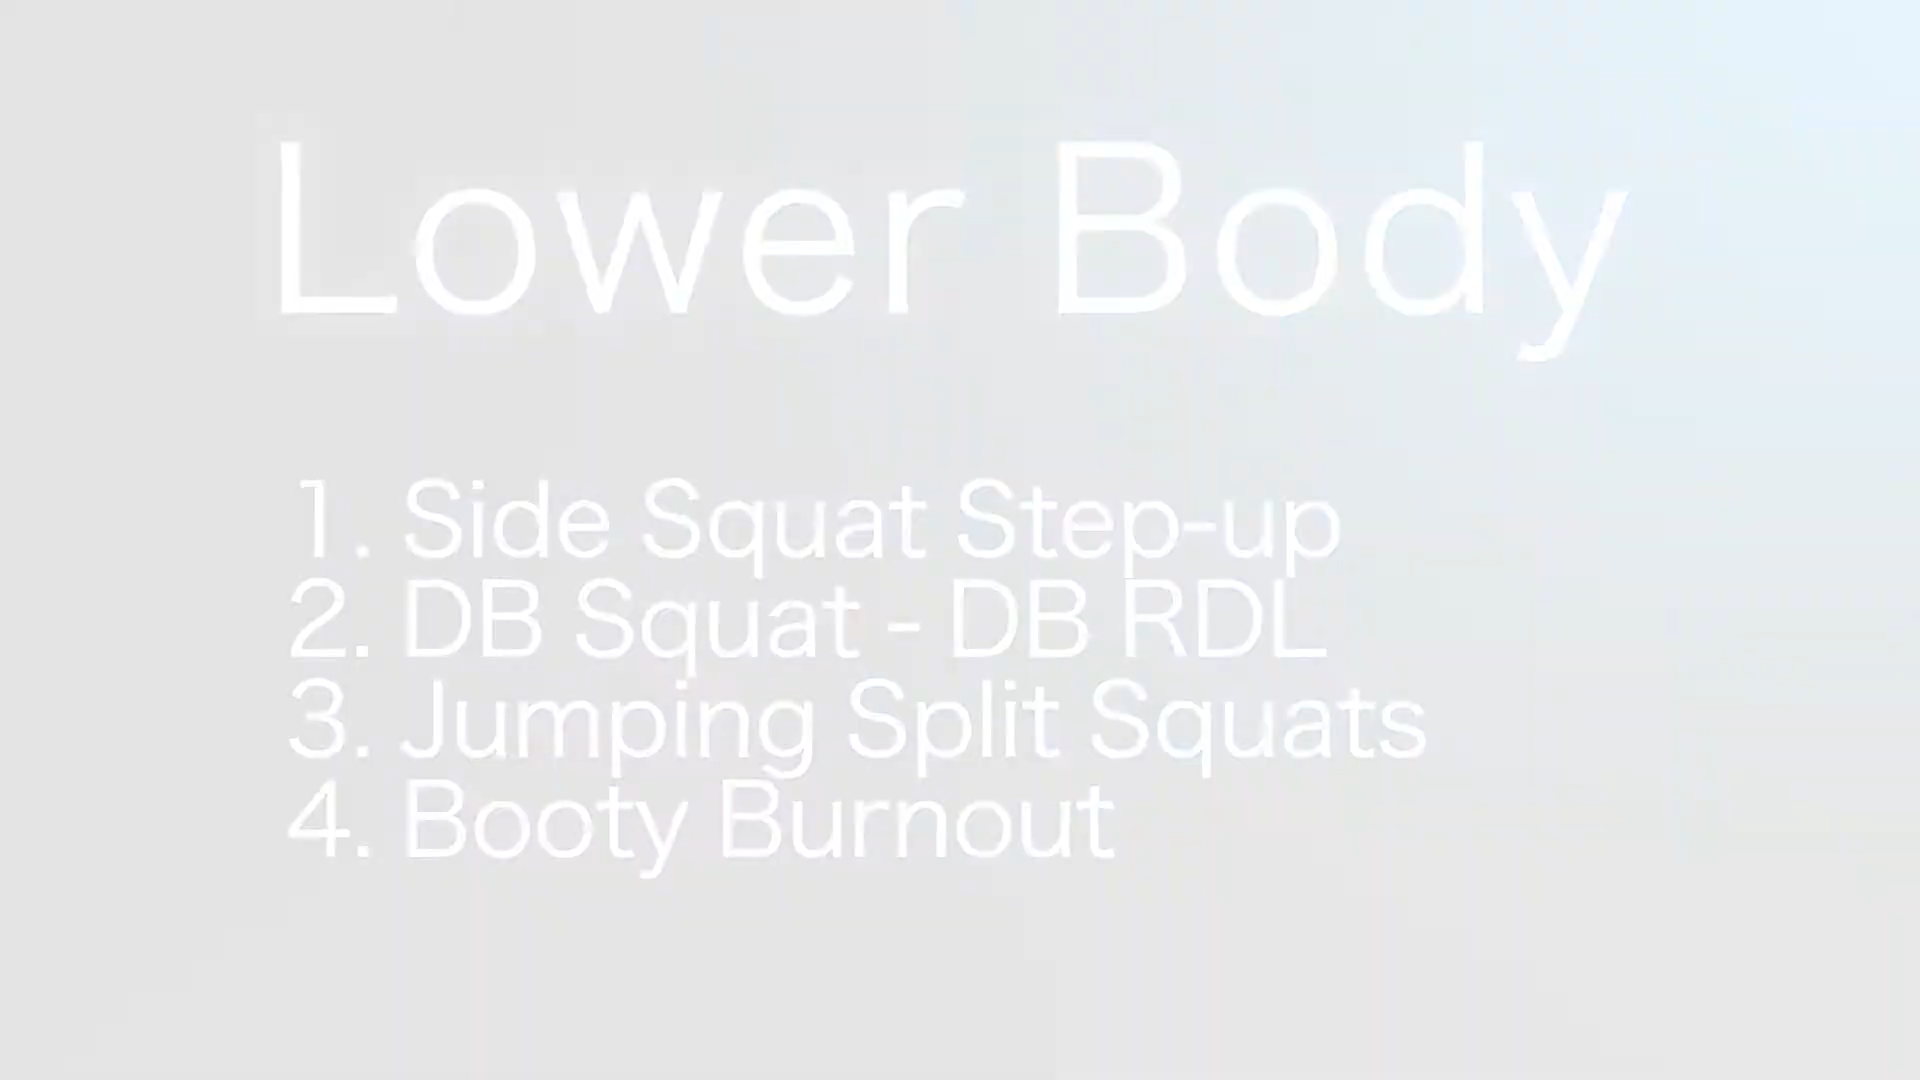 Lower Body
1. Side Squat Step-up
2. DB Squat - DB RDL
3. Jumping Split Squats
4. Booty Burnout